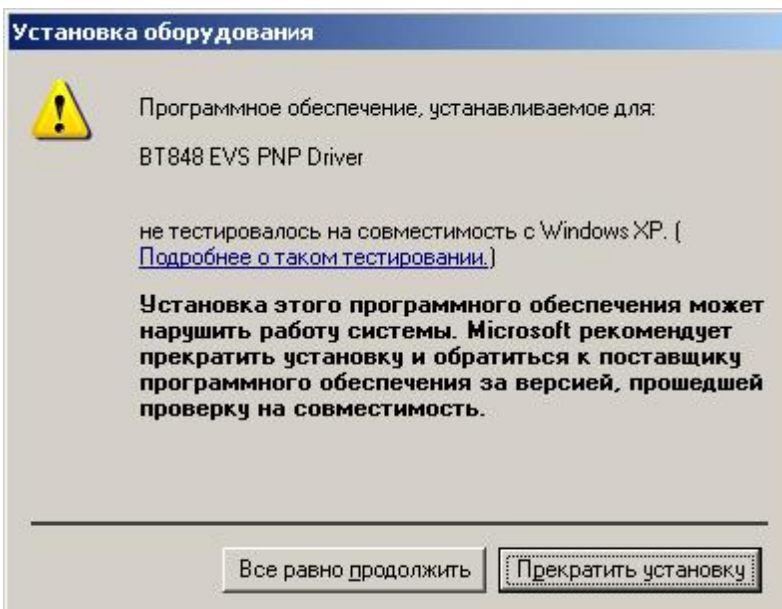 Установка оборудования
Программное обеспечение, устанавливаемое для:
BT848 EVS PNP Driver
не тестировалось на совместимость с Windows XP. (
Подробнее о таком тестировании.)
Установка этого программного обеспечения может
нарушить работу системы. Microsoft рекомендует
прекратить установку и обратиться к поставщику
программного обеспечения за версией, прошедшей
проверку на совместимость.
Все равно продолжить
Прекратить установку